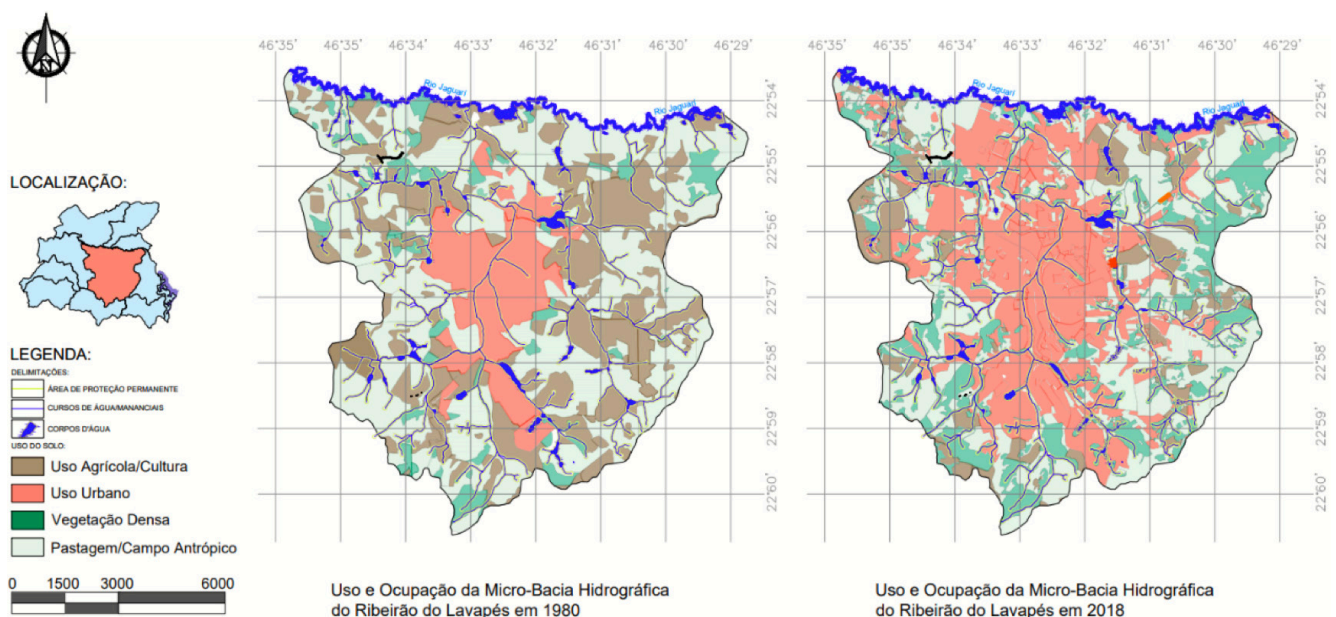 N
LOCALIZAÇÃO:
LEGENDA:
DELIMITAÇÕES:
ÁREA DE PROTEÇÃO PERMANENTE
CURSOS DE ÁGUA/MANANCIAIS
CORPOS D'ÁGUA
USO DO SOLO:
Uso Agrícola/Cultura
Uso Urbano
Vegetação Densa
Pastagem/Campo Antrópico
0 1500 3000 6000
46°35' 46°35' 46°34' 46°33' 46°32' 46°31' 46°30' 46°29'
Rio Jaguarí
Rio Jaguarí
22°54'
22°55'
22°56'
22°57'
22°58'
22°59'
22°60'
Uso e Ocupação da Micro-Bacia Hidrográfica
do Ribeirão do Lavapés em 1980
46°35' 46°35' 46°34' 46°33' 46°32' 46°31' 46°30' 46°29'
Rio Jaguarí
Rio Jaguarí
22°54'
22°55'
22°56'
22°57'
22°58'
22°59'
22°60'
Uso e Ocupação da Micro-Bacia Hidrográfica
do Ribeirão do Lavapés em 2018